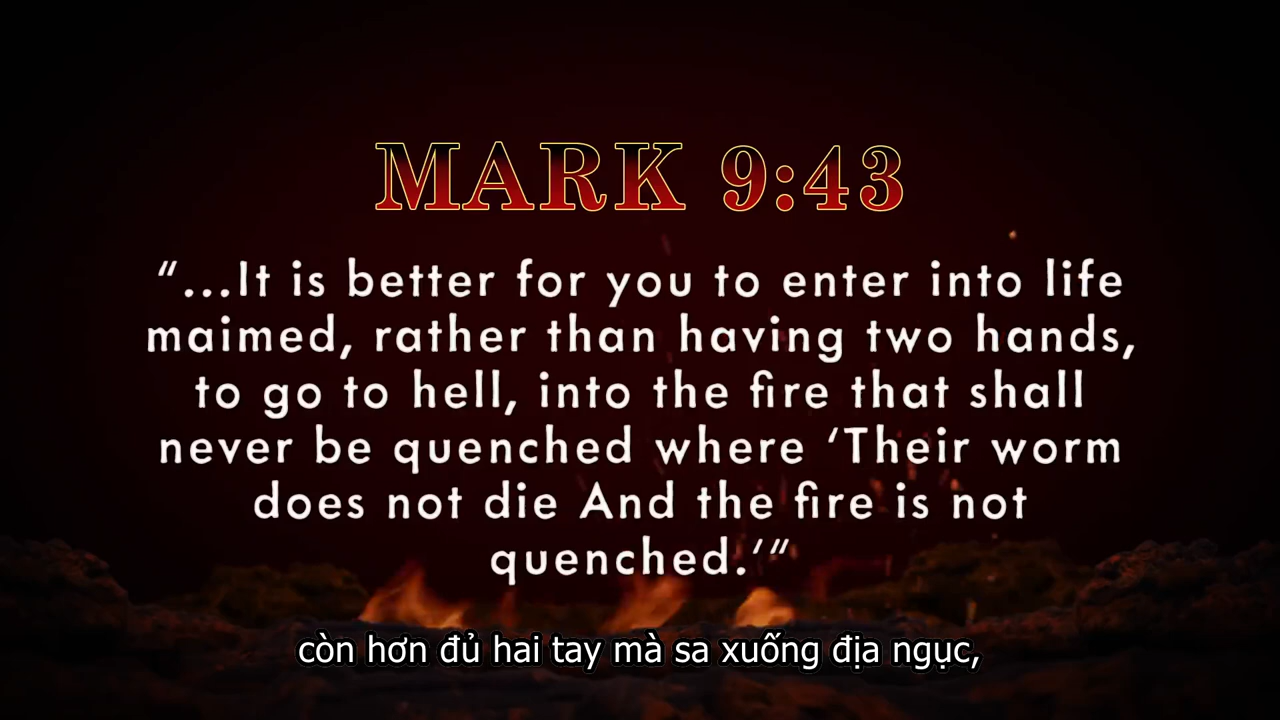 MARK 9:43
“...It is better for you to enter into life
maimed, rather than having two hands,
to go to hell, into the fire that shall
never be quenched where ‘Their worm
does not die And the fire is not
quenched.’”
còn hơn đủ hai tay mà sa xuống địa ngục,